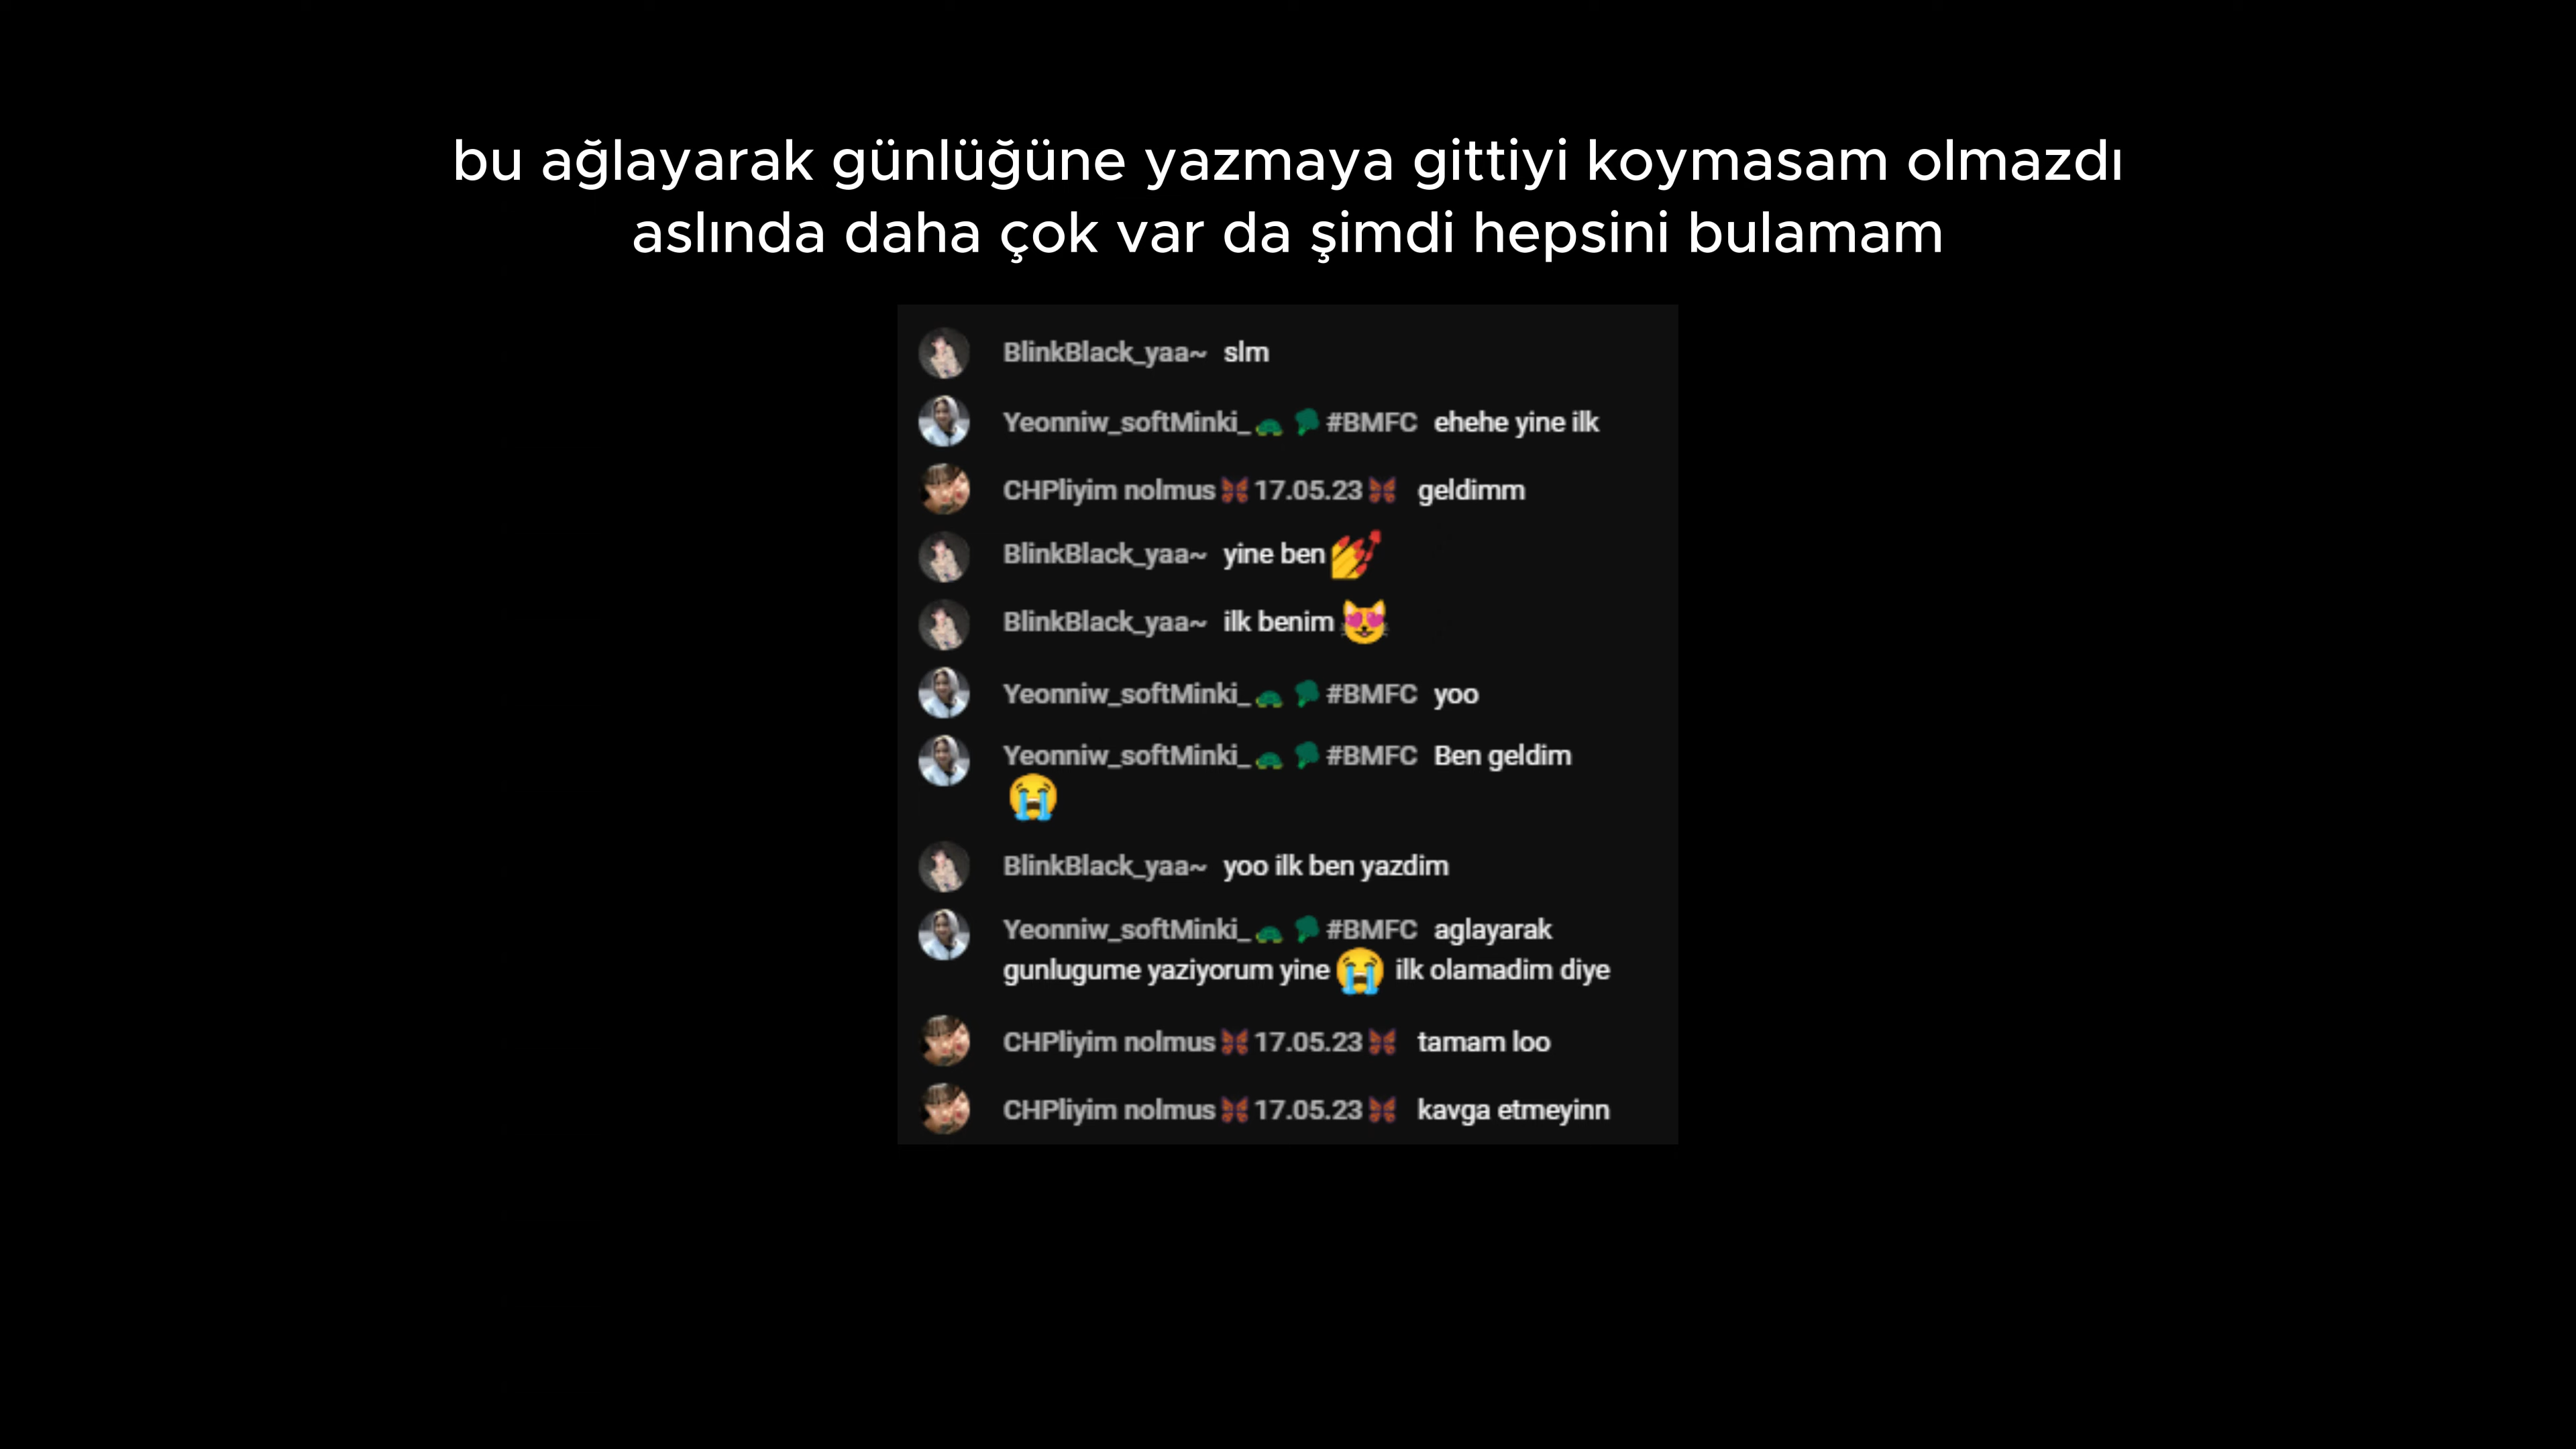 bu ağlayarak günlüğüne yazmaya gittiyi koymasam olmazdı
aslında daha çok var da şimdi hepsini bulamam
BlinkBlack_yaa~ slm
Yeonniw_softMinki_🐢🥦#BMFC ehehe yine ilk
CHPliyim nolmus🦋17.05.23🦋 geldimm
BlinkBlack_yaa~ yine ben💅
BlinkBlack_yaa~ ilk benim😻
Yeonniw_softMinki_🐢🥦#BMFC yoo
Yeonniw_softMinki_🐢🥦#BMFC Ben geldim
😭
BlinkBlack_yaa~ yoo ilk ben yazdim
Yeonniw_softMinki_🐢🥦#BMFC aglayarak
gunlugume yaziyorum yine😭 ilk olamadim diye
CHPliyim nolmus🦋17.05.23🦋 tamam loo
CHPliyim nolmus🦋17.05.23🦋 kavga etmeyinn